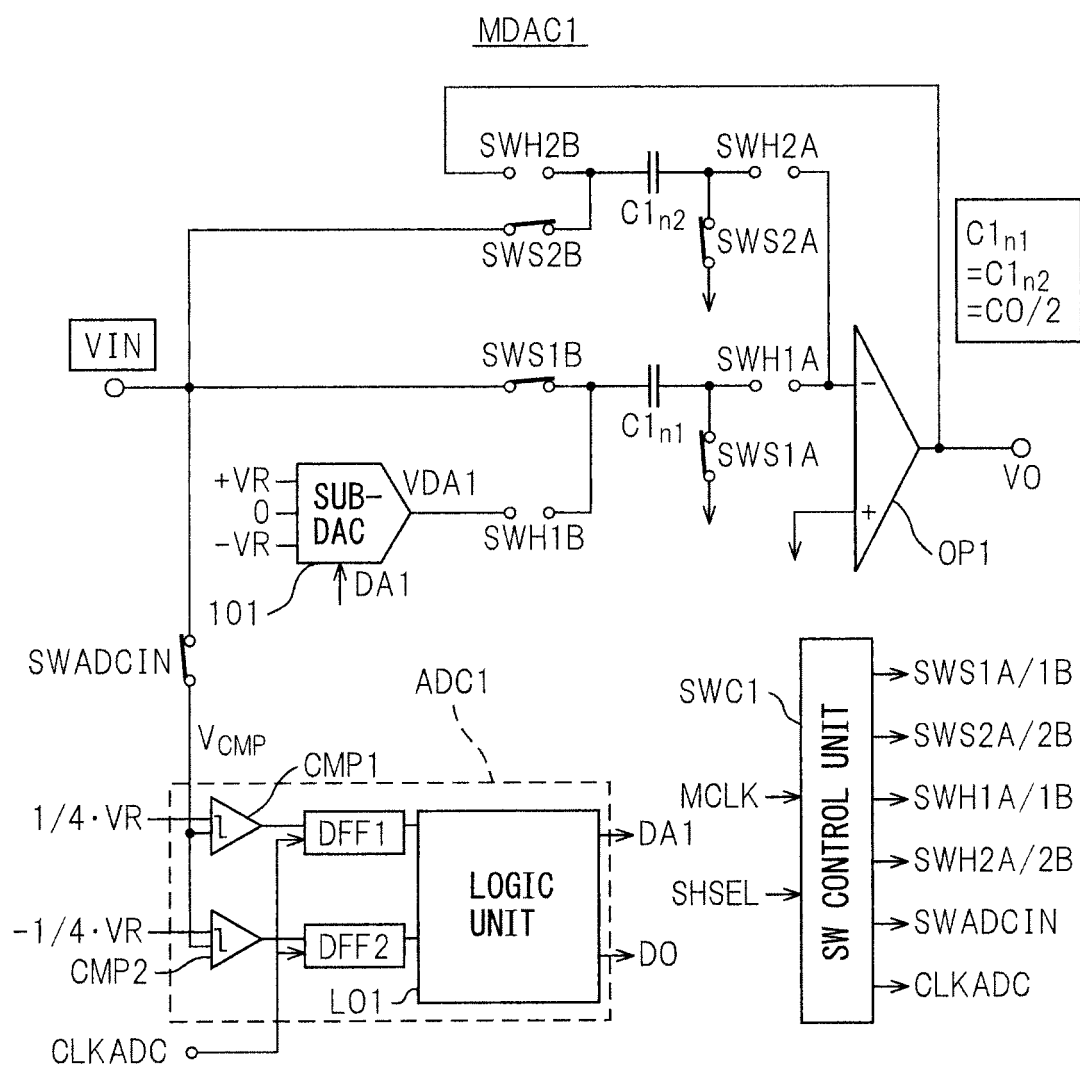 MDAC1
SWH2B
SWH2A
C1n2
SWS2B
SWS2A
C1n1
=C1n2
=CO/2
VIN
SWS1B
SWH1A
C1n1
SWS1A
−
+
VO
OP1
+VR
0
-VR
SUB-
DAC
VDA1
SWH1B
DA1
101
SWADCIN
ADC1
VCMP
CMP1
1/4·VR
DFF1
DA1
-1/4·VR
CMP2
DFF2
LOGIC
UNIT
DO
LO1
CLKADC
SWC1
MCLK
SHSEL
SW CONTROL UNIT
SWS1A/1B
SWS2A/2B
SWH1A/1B
SWH2A/2B
SWADCIN
CLKADC